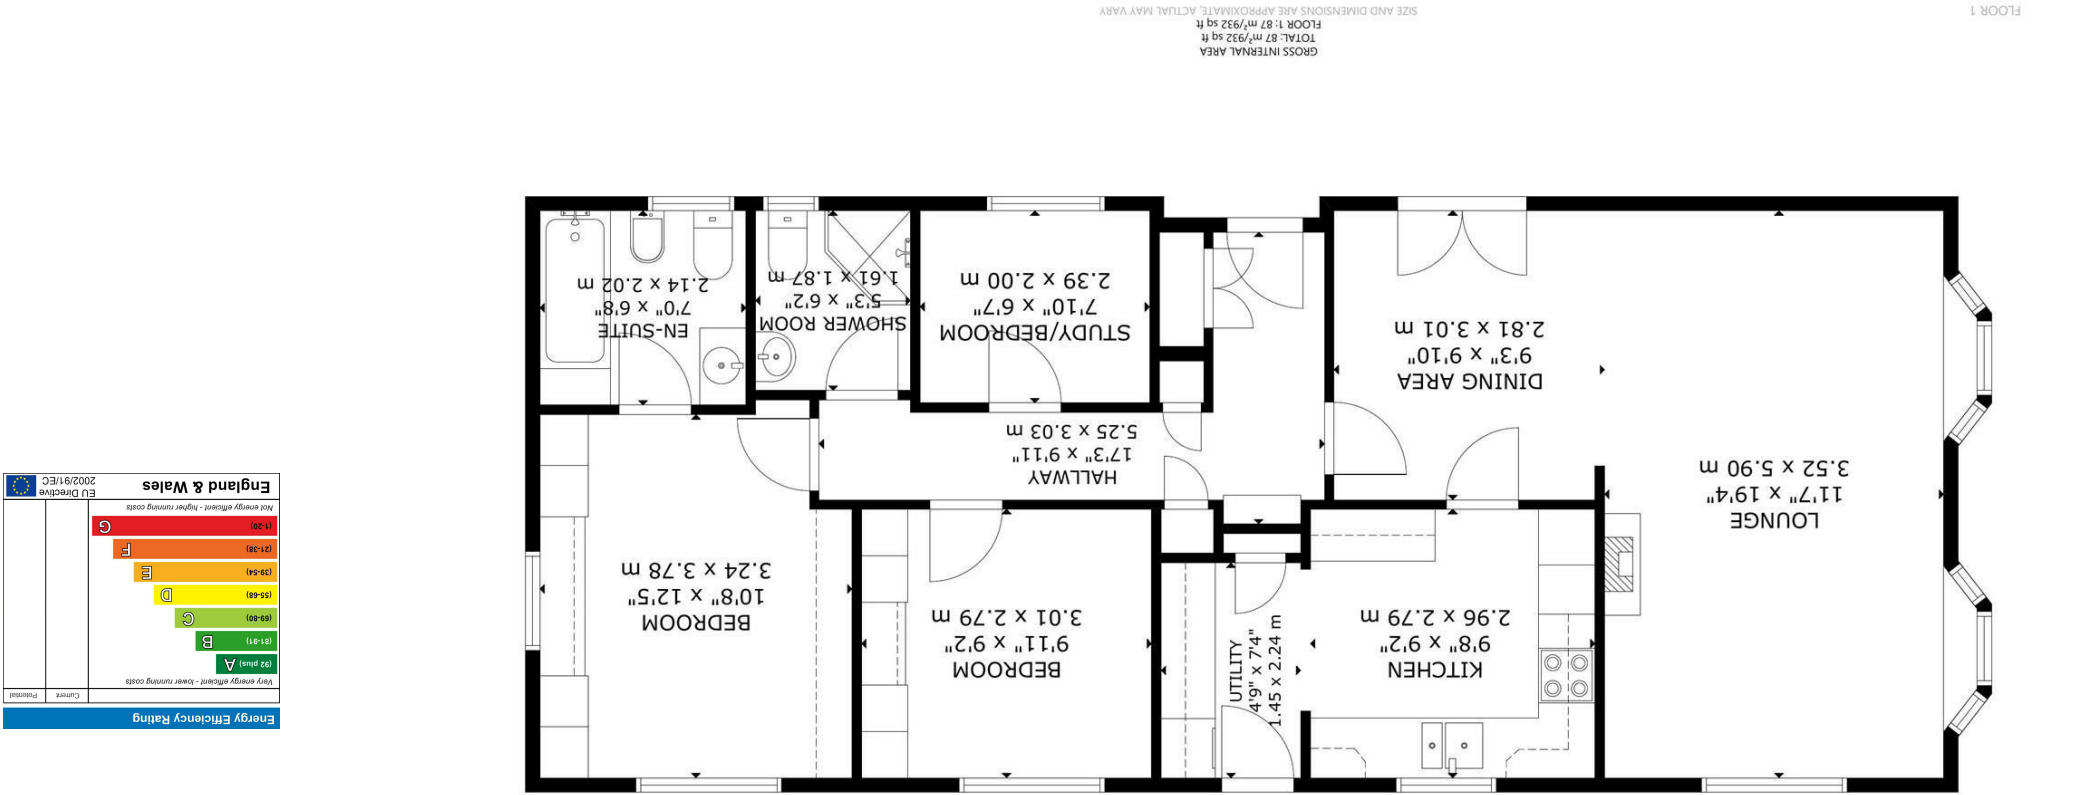 LOUNGE
11'7" x 19'4"
3.52 x 5.90 m
KITCHEN
9'8" x 9'2"
2.96 x 2.79 m
UTILITY
4'9" x 7'4"
1.45 x 2.24 m
BEDROOM
9'11" x 9'2"
3.01 x 2.79 m
BEDROOM
10'8" x 12'5"
3.24 x 3.78 m
HALLWAY
17'3" x 9'11"
5.25 x 3.03 m
DINING AREA
9'3" x 9'10"
2.81 x 3.01 m
STUDY/BEDROOM
7'10" x 6'7"
2.39 x 2.00 m
SHOWER ROOM
5'3" x 6'2"
1.61 x 1.87 m
EN-SUITE
7'0" x 6'8"
2.14 x 2.02 m
GROSS INTERNAL AREA
TOTAL: 87 m²/932 sq ft
FLOOR 1: 87 m²/932 sq ft
SIZE AND DIMENSIONS ARE APPROXIMATE, ACTUAL MAY VARY
FLOOR 1
Energy Efficiency Rating
Current Potential
Very energy efficient - lower running costs
(92 plus) A
(81-91) B
(69-80) C
(55-68) D
(39-54) E
(21-38) F
(1-20) G
Not energy efficient - higher running costs
England & Wales
EU Directive
2002/91/EC